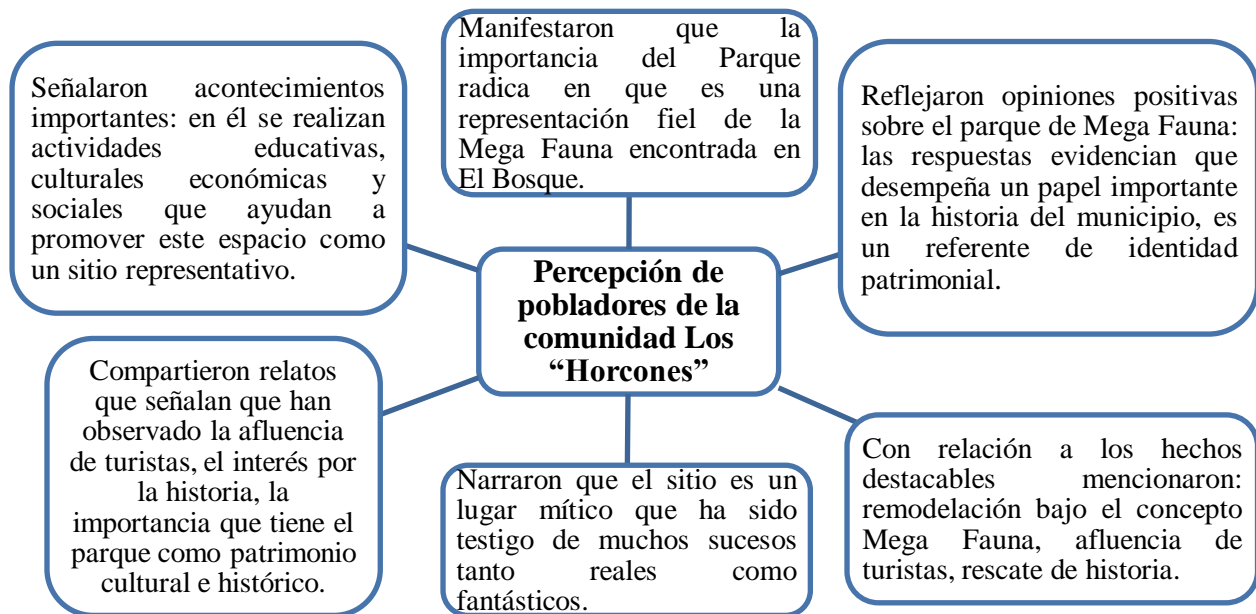 Señalaron acontecimientos
importantes: en él se realizan
actividades educativas,
culturales económicas y
sociales que ayudan a
promover este espacio como
un sitio representativo.
Manifestaron que la
importancia del Parque
radica en que es una
representación fiel de la
Mega Fauna encontrada en
El Bosque.
Reflejaron opiniones positivas
sobre el parque de Mega Fauna:
las respuestas evidencian que
desempeña un papel importante
en la historia del municipio, es
un referente de identidad
patrimonial.
Percepción de
pobladores de la
comunidad Los
“Horcones”
Compartieron relatos
que señalan que han
observado la afluencia
de turistas, el interés por
la historia, la
importancia que tiene el
parque como patrimonio
cultural e histórico.
Narraron que el sitio es un
lugar mítico que ha sido
testigo de muchos sucesos
tanto reales como
fantásticos.
Con relación a los hechos
destacables mencionaron:
remodelación bajo el concepto
Mega Fauna, afluencia de
turistas, rescate de historia.